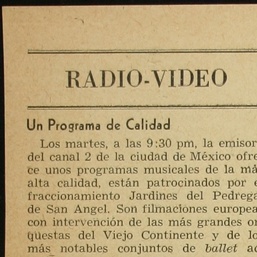 RADIO-VIDEO
Un Programa de Calidad
Los martes, a las 9:30 pm, la emisor
del canal 2 de la ciudad de México ofre
ce unos programas musicales de la má
alta calidad, están patrocinados por e
fraccionamiento Jardines del Pedrega
de San Angel. Son filmaciones europea
con intervención de las más grandes or
questas del Viejo Continente y de lo
más notables conjuntos de ballet ac